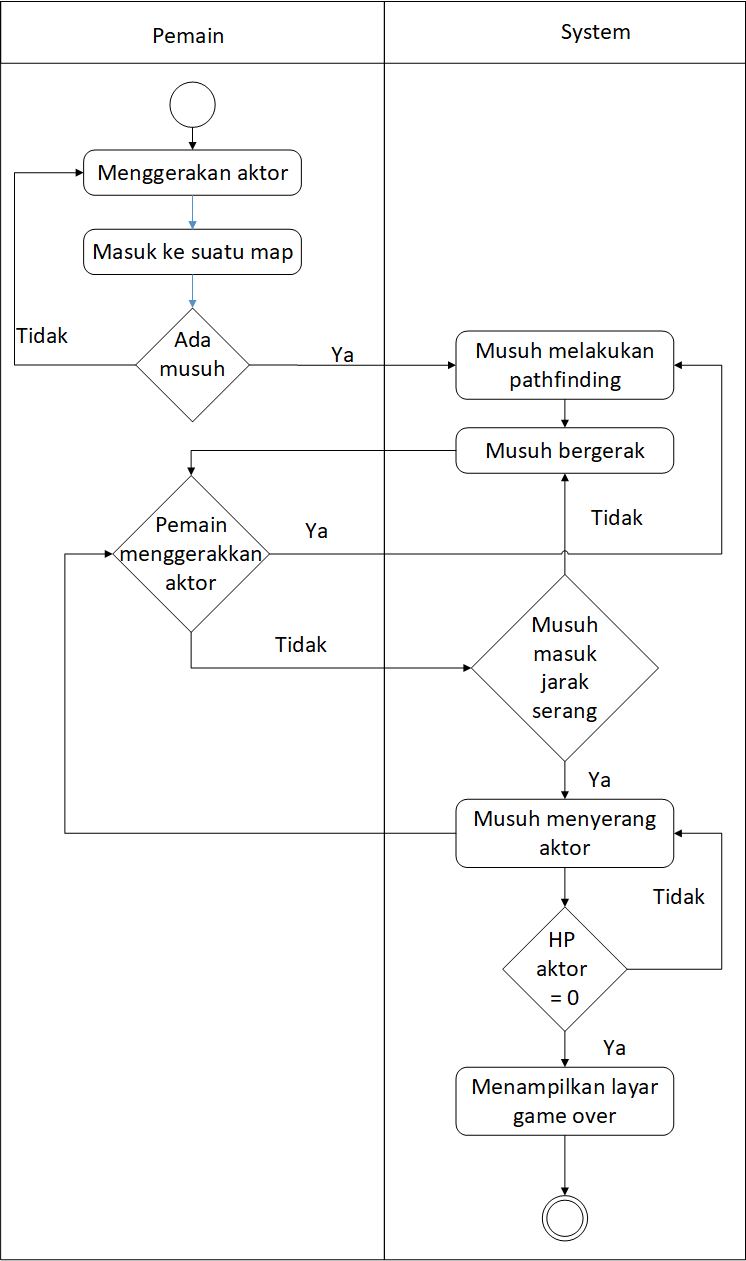 Pemain
System
Menggerakan aktor
Masuk ke suatu map
Ada
musuh
Tidak
Ya
Musuh melakukan
pathfinding
Musuh bergerak
Pemain
menggerakkan
aktor
Ya
Tidak
Tidak
Musuh
masuk
jarak
serang
Ya
Musuh menyerang
aktor
Tidak
HP
aktor
= 0
Ya
Menampilkan layar
game over